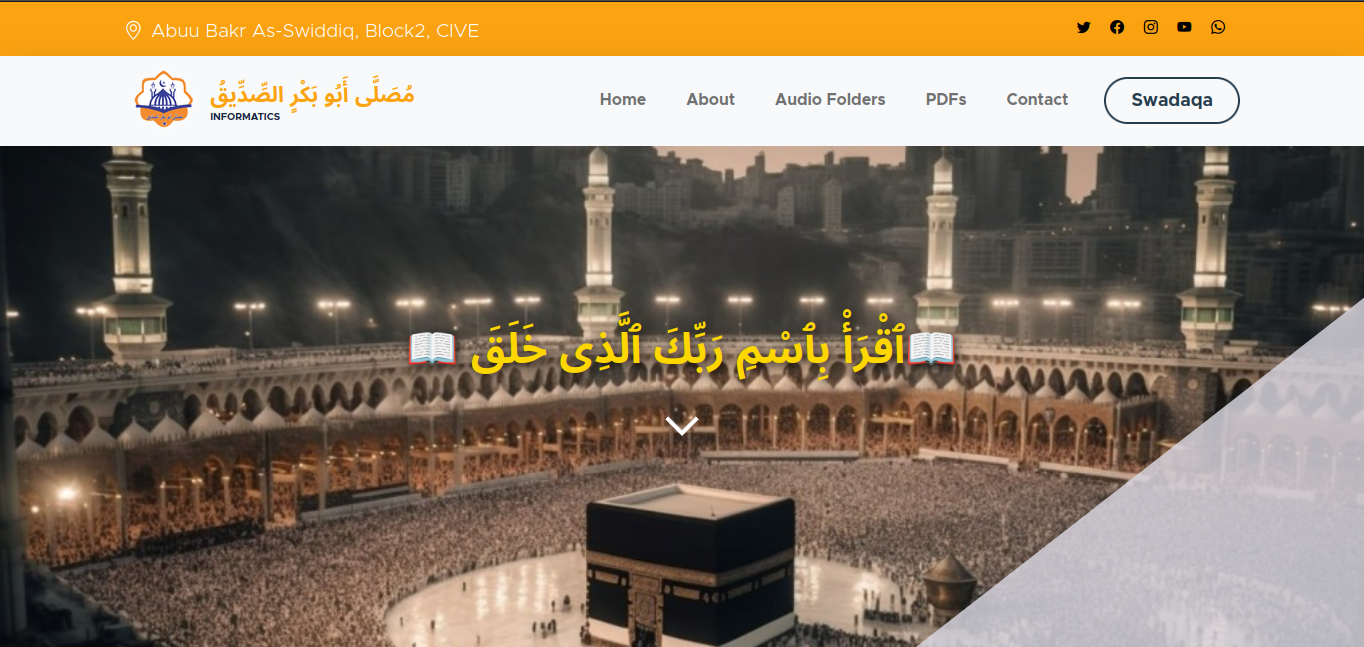 Abuu Bakr As-Swiddiq, Block2, CIVE
مُصَلَّى أَبُو بَكْرٍ الصِّدِّيقُ
INFORMATICS
Home About Audio Folders PDFs Contact Swadaqa
📖ٱقْرَأْ بِٱسْمِ رَبِّكَ ٱلَّذِى خَلَقَ 📖